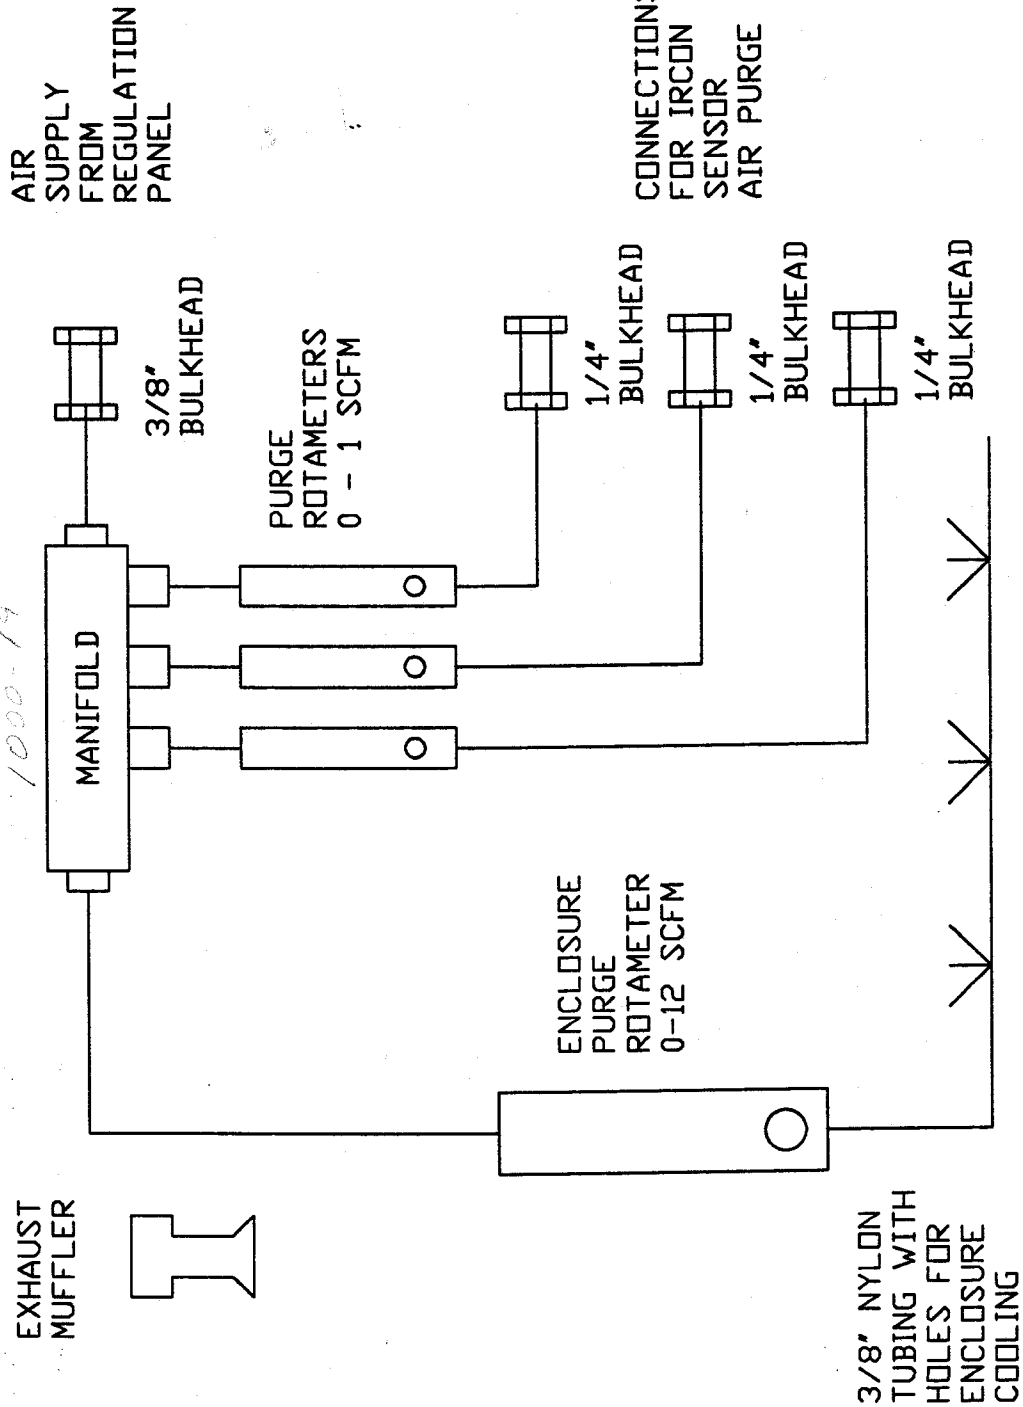 EXHAUST
MUFFLER
1000-14
MANIFOLD
AIR
SUPPLY
FROM
REGULATION
PANEL
3/8"
BULKHEAD
PURGE
ROTAMETERS
0 - 1 SCFM
ENCLOSURE
PURGE
ROTAMETER
0-12 SCFM
1/4"
BULKHEAD
1/4"
BULKHEAD
1/4"
BULKHEAD
CONNECTIONS
FOR IRCON
SENSOR
AIR PURGE
3/8" NYLON
TUBING WITH
HOLES FOR
ENCLOSURE
COOLING